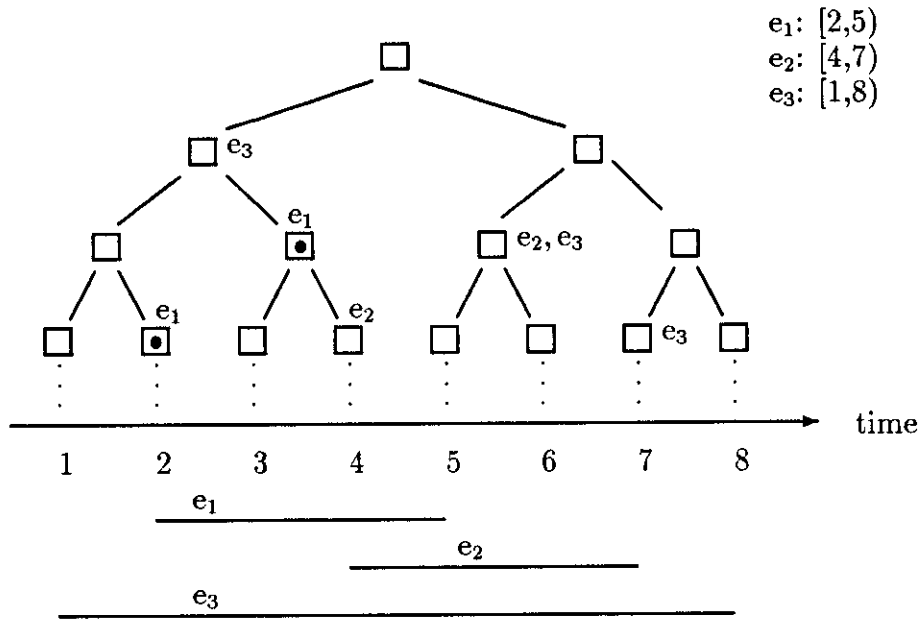 e₁: [2,5)
e₂: [4,7)
e₃: [1,8)
e₃
e₁
e₂, e₃
e₁
e₂
e₃
time
1 2 3 4 5 6 7 8
e₁
e₂
e₃